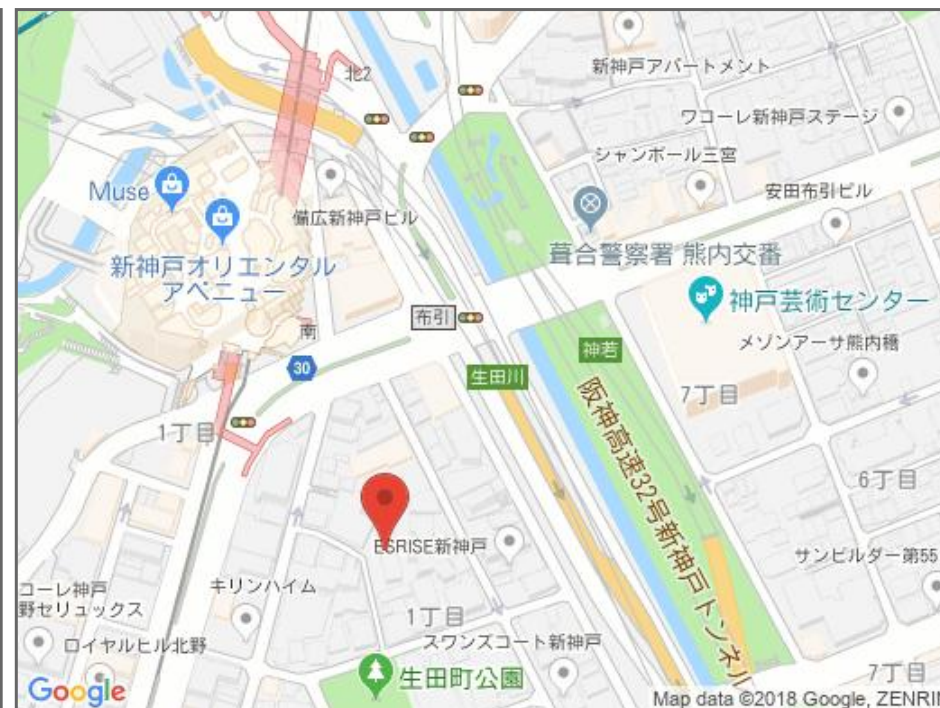 北2
新神戸アパートメント
ワコーレ新神戸ステージ
シャンボール三宮
Muse
安田布引ビル
備広新神戸ビル
葺合警察署 熊内交番
新神戸オリエンタル
アベニュー
神戸芸術センター
布引
南
メゾンアーサ熊内橋
神若
30
生田川
7丁目
阪神高速32号新神戸トンネル
1丁目
6丁目
ESRISE新神戸
サンビルダー第55
コーレ神戸
野セリュックス
キリンハイム
1丁目
スワンズコート新神戸
ロイヤルヒル北野
生田町公園
7丁目
Google
Map data ©2018 Google, ZENRIN